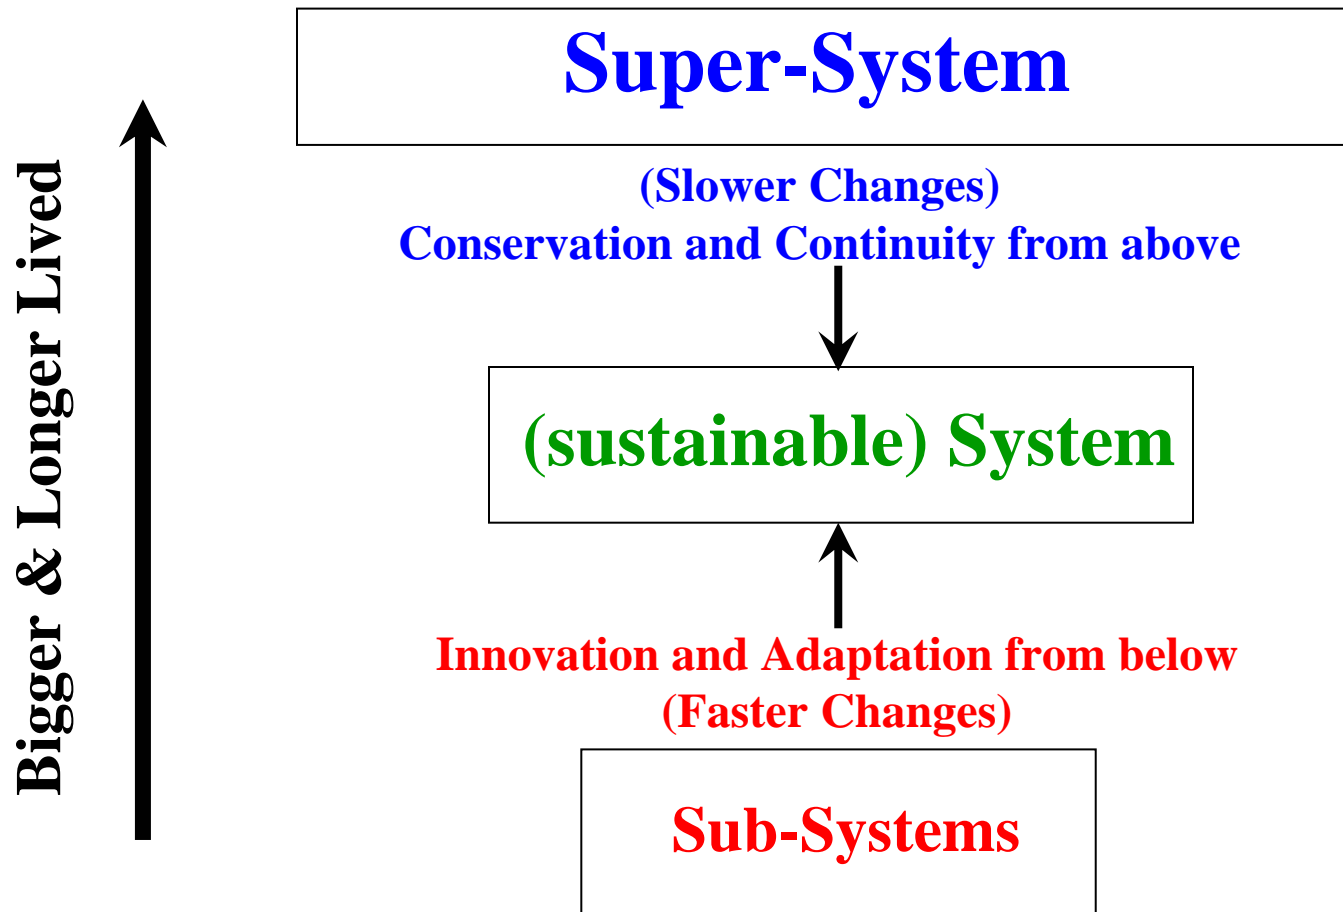 Super-System
(Slower Changes)
Conservation and Continuity from above
(sustainable) System
Innovation and Adaptation from below
(Faster Changes)
Sub-Systems
Bigger & Longer Lived